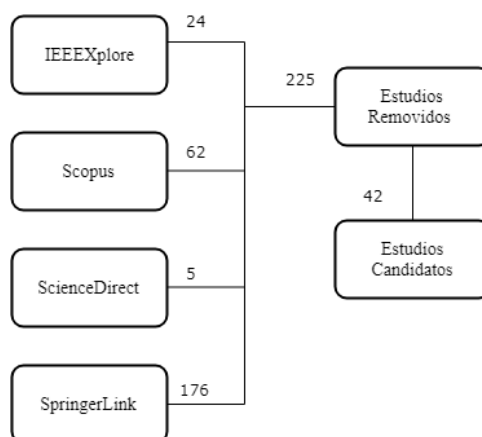 24
IEEEXplore
225
Estudios
Removidos
62
Scopus
42
Estudios
Candidatos
5
ScienceDirect
176
SpringerLink